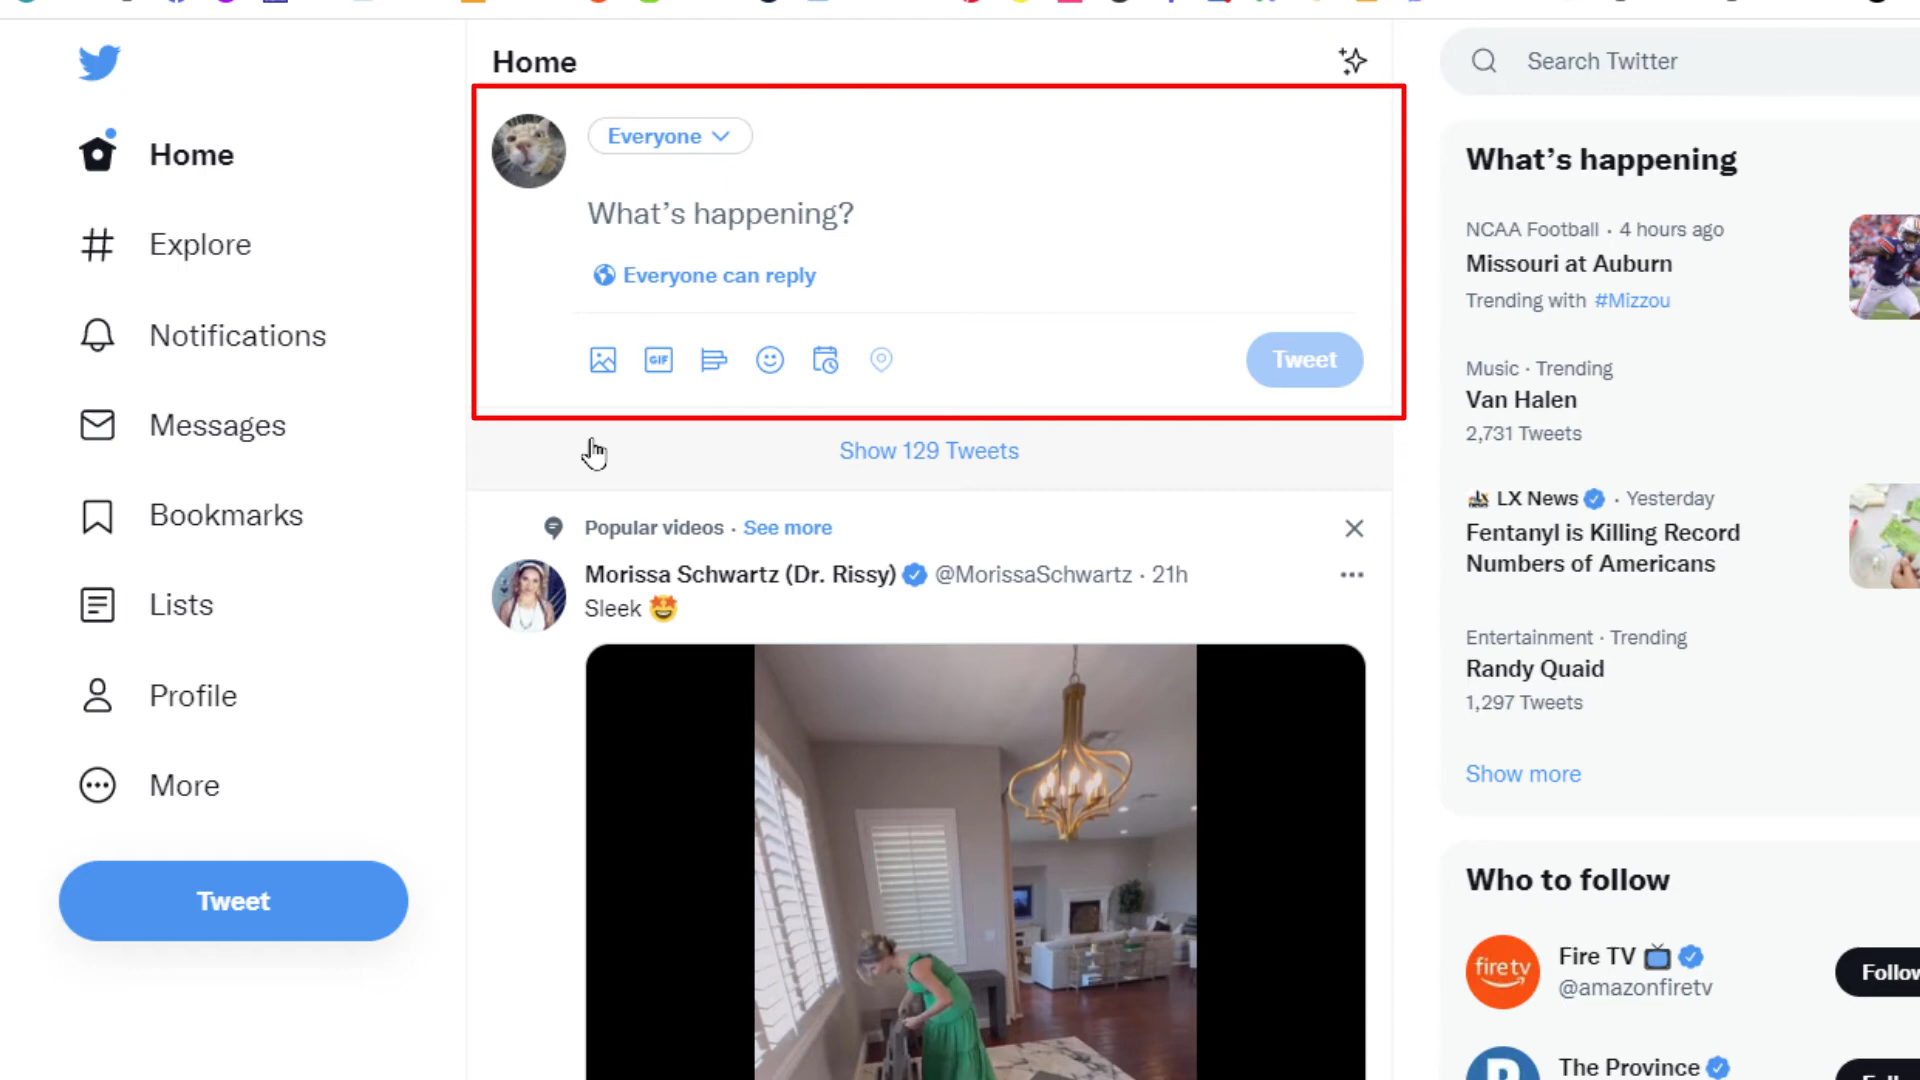 Home
Explore
Notifications
Messages
Bookmarks
Lists
Profile
More
Tweet
Home
Everyone
What’s happening?
Everyone can reply
GIF
Tweet
Show 129 Tweets
Popular videos · See more
Morissa Schwartz (Dr. Rissy) @MorissaSchwartz · 21h
Sleek 🤩
Search Twitter
What’s happening
NCAA Football · 4 hours ago
Missouri at Auburn
Trending with #Mizzou
Music · Trending
Van Halen
2,731 Tweets
LX News · Yesterday
Fentanyl is Killing Record
Numbers of Americans
Entertainment · Trending
Randy Quaid
1,297 Tweets
Show more
Who to follow
fire tv
Fire TV 📺
@amazonfiretv
Follow
The Province